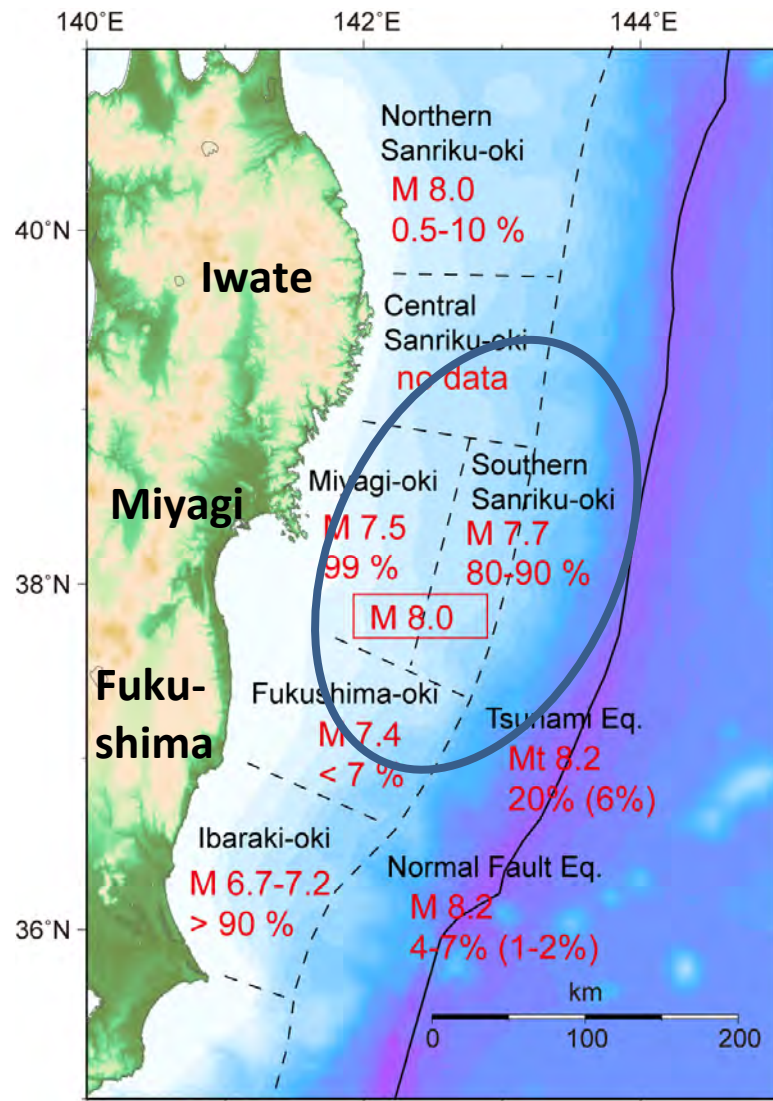 140°E
142°E
144°E
Northern
Sanriku-oki
M 8.0
0.5-10 %
40°N
Iwate
Central
Sanriku-oki
no data
Miyagi-oki
M 7.5
99 %
Southern
Sanriku-oki
M 7.7
80-90 %
Miyagi
38°N
M 8.0
Fuku-
shima
Fukushima-oki
M 7.4
< 7 %
Tsunami Eq.
Mt 8.2
20% (6%)
Ibaraki-oki
M 6.7-7.2
> 90 %
Normal Fault Eq.
M 8.2
4-7% (1-2%)
36°N
km
0
100
200